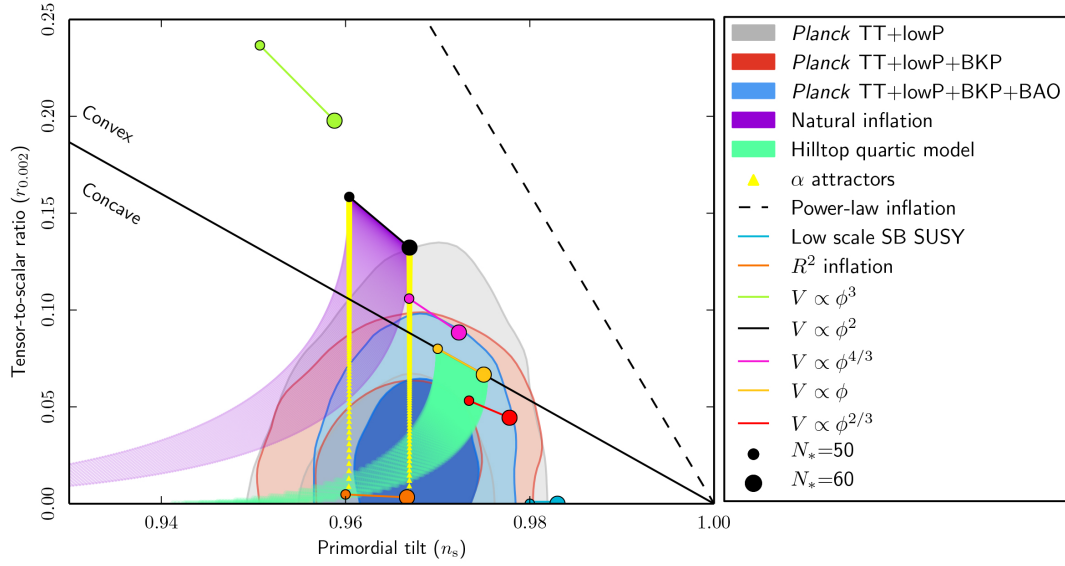 0.25
0.20
0.15
0.10
0.05
0.00
Tensor-to-scalar ratio (r₀.₀₀₂)
Convex
Concave
0.94
0.96
0.98
1.00
Primordial tilt (nₛ)
Planck TT+lowP
Planck TT+lowP+BKP
Planck TT+lowP+BKP+BAO
Natural inflation
Hilltop quartic model
α attractors
Power-law inflation
Low scale SB SUSY
R² inflation
V ∝ ϕ³
V ∝ ϕ²
V ∝ ϕ^{4/3}
V ∝ ϕ
V ∝ ϕ^{2/3}
N∗=50
N∗=60